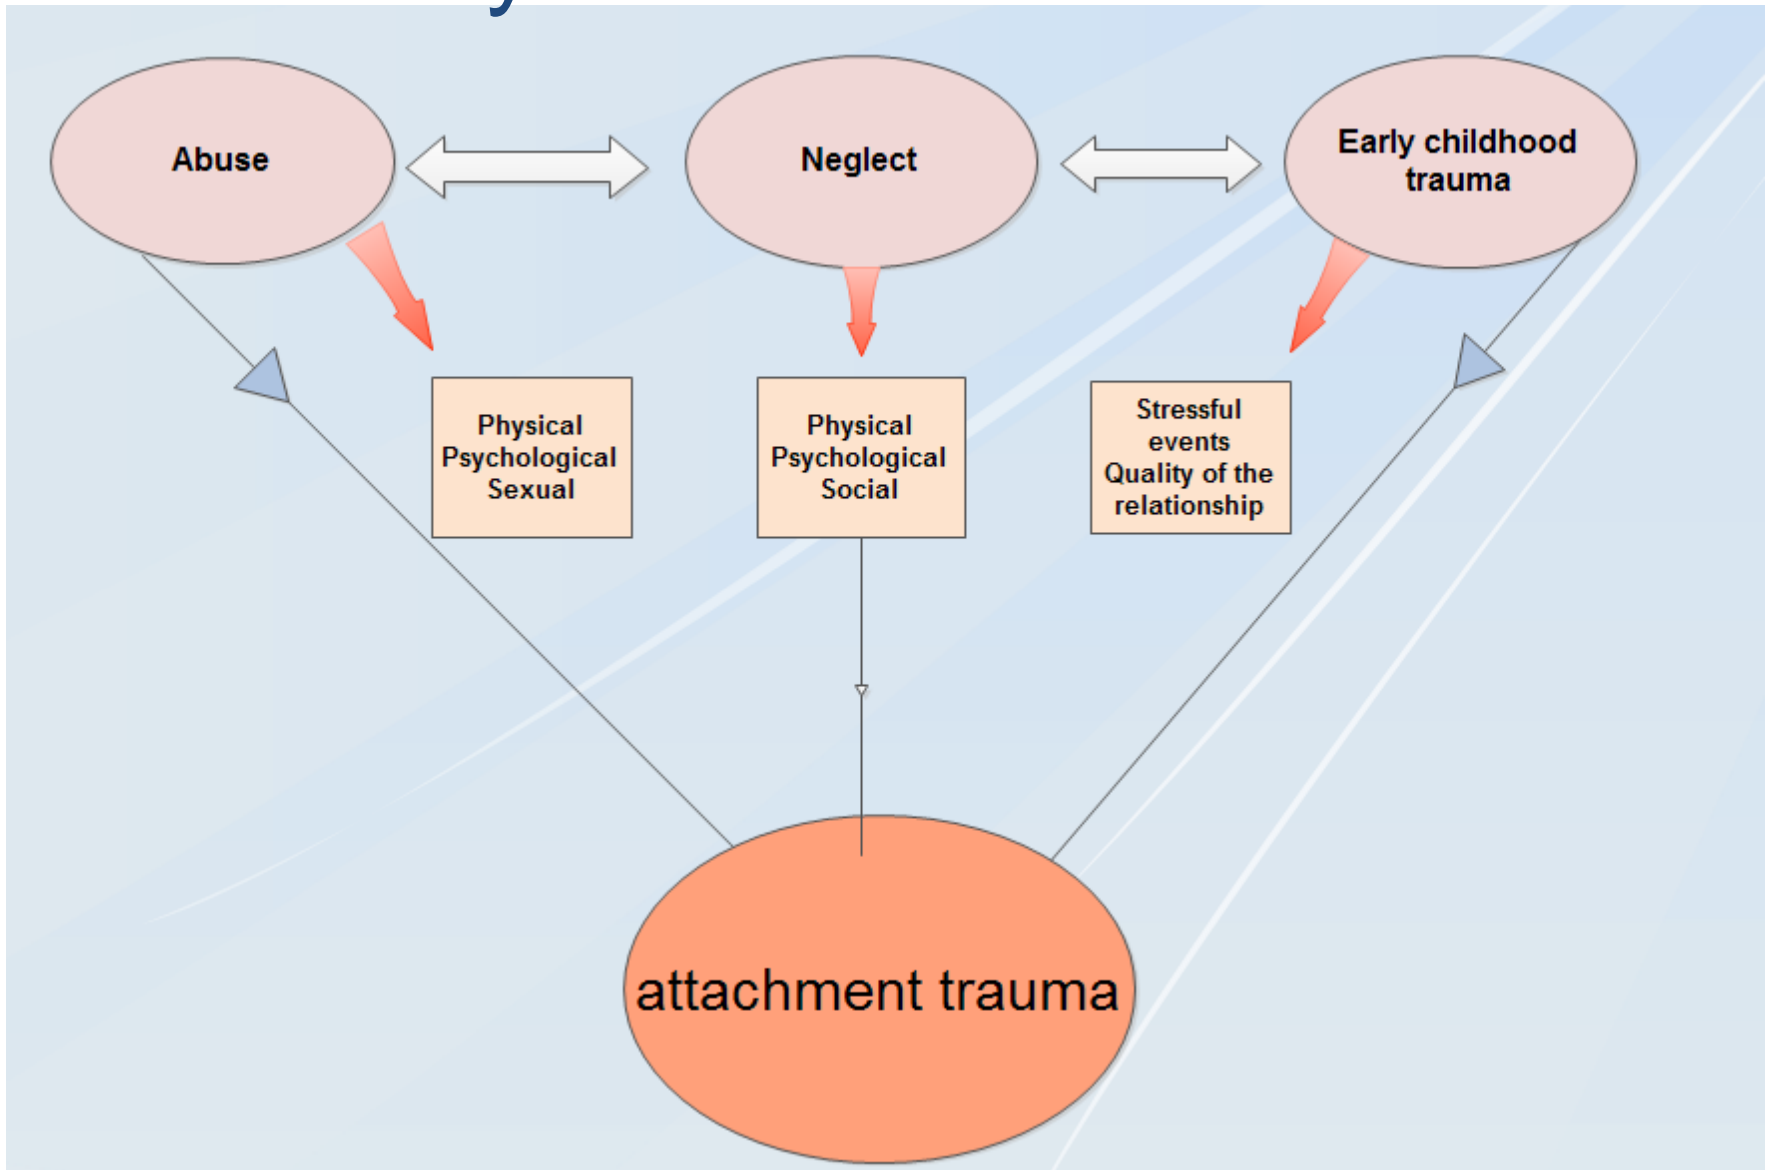 Abuse
Neglect
Early childhood
trauma
Physical
Psychological
Sexual
Physical
Psychological
Social
Stressful
events
Quality of the
relationship
attachment trauma